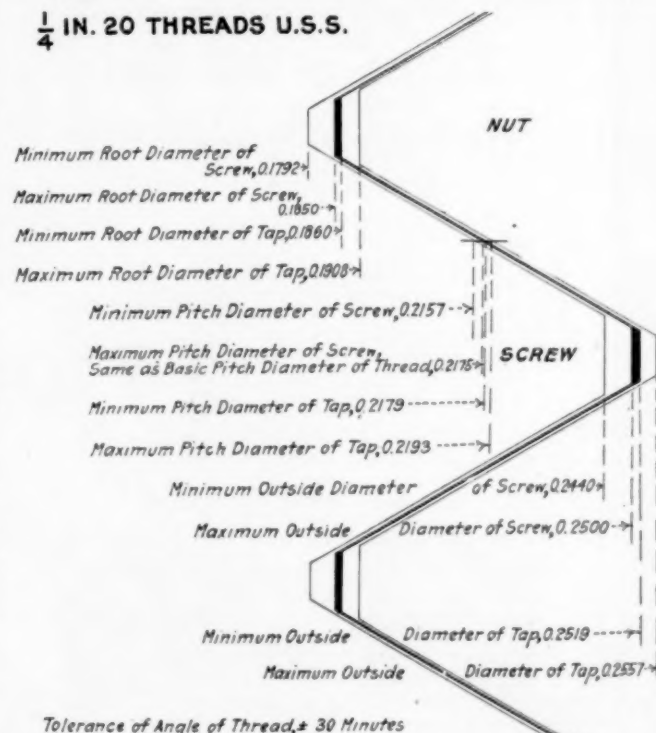 1/4 IN. 20 THREADS U.S.S.
NUT
Minimum Root Diameter of
Screw, 0.1792
Maximum Root Diameter of Screw,
0.1850
Minimum Root Diameter of Tap, 0.1860
Maximum Root Diameter of Tap, 0.1908
Minimum Pitch Diameter of Screw, 0.2157
Maximum Pitch Diameter of Screw,
Same as Basic Pitch Diameter of Thread, 0.2175
SCREW
Minimum Pitch Diameter of Tap, 0.2179
Maximum Pitch Diameter of Tap, 0.2193
Minimum Outside Diameter of Screw, 0.2440
Maximum Outside Diameter of Screw, 0.2500
Minimum Outside Diameter of Tap, 0.2519
Maximum Outside Diameter of Tap, 0.2557
Tolerance of Angle of Thread, ± 30 Minutes